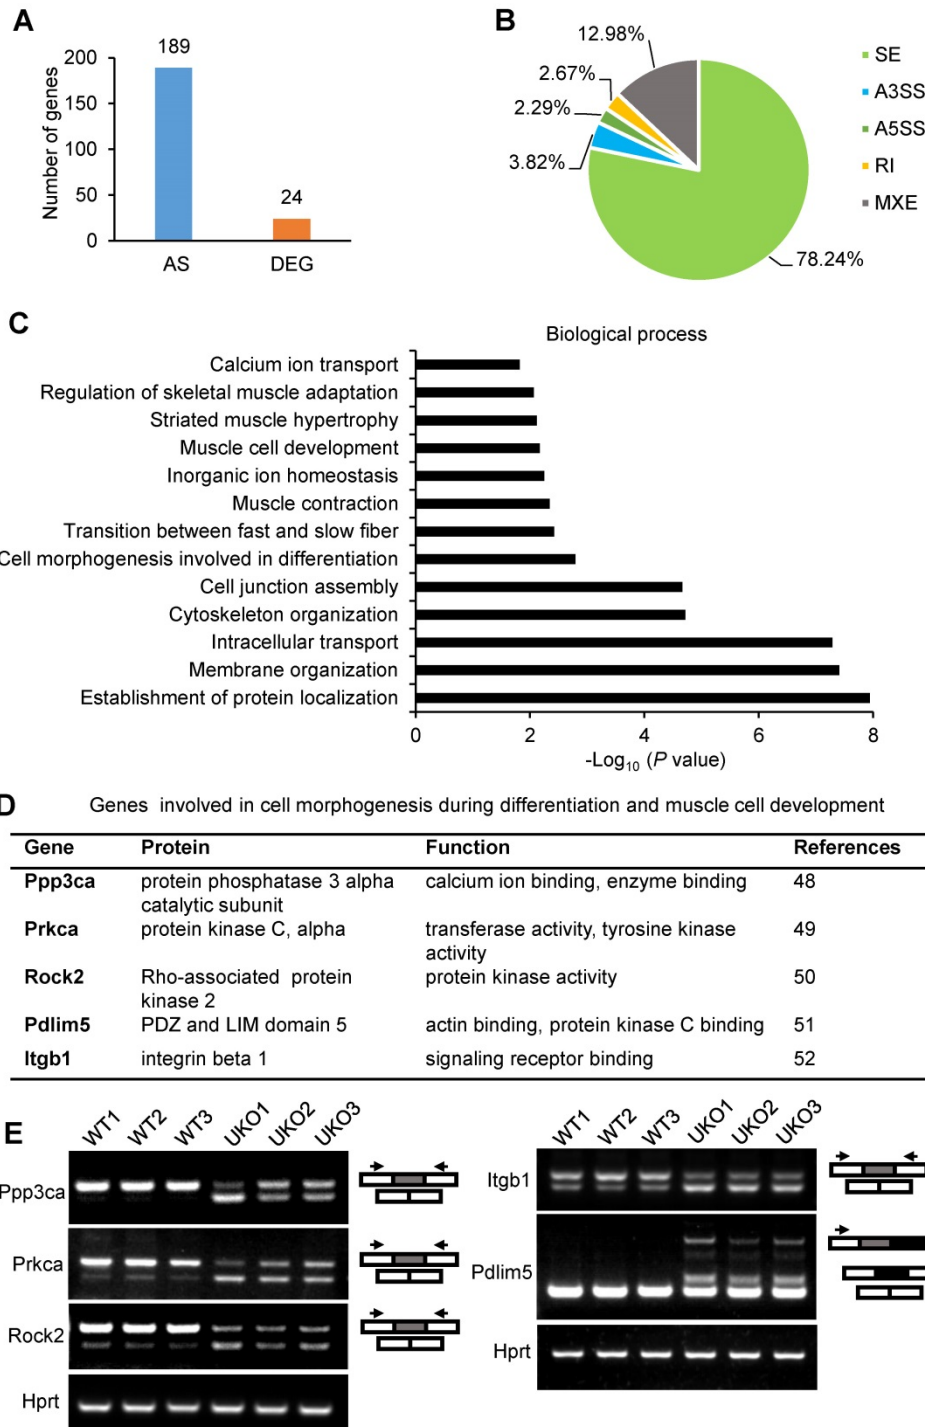 A
Number of genes
200
150
100
50
0
189
24
AS
DEG
B
12.98%
2.67%
2.29%
3.82%
78.24%
SE
A3SS
A5SS
RI
MXE
C
Biological process
Calcium ion transport
Regulation of skeletal muscle adaptation
Striated muscle hypertrophy
Muscle cell development
Inorganic ion homeostasis
Muscle contraction
Transition between fast and slow fiber
Cell morphogenesis involved in differentiation
Cell junction assembly
Cytoskeleton organization
Intracellular transport
Membrane organization
Establishment of protein localization
0 2 4 6 8
-Log10 (P value)
D
Genes involved in cell morphogenesis during differentiation and muscle cell development
Gene Protein Function References
Ppp3ca protein phosphatase 3 alpha calcium ion binding, enzyme binding 48
catalytic subunit
Prkca protein kinase C, alpha transferase activity, tyrosine kinase 49
activity
Rock2 Rho-associated protein protein kinase activity 50
kinase 2
Pdlim5 PDZ and LIM domain 5 actin binding, protein kinase C binding 51
Itgb1 integrin beta 1 signaling receptor binding 52
E
WT1 WT2 WT3 UKO1 UKO2 UKO3
Ppp3ca
Prkca
Rock2
Hprt
WT1 WT2 WT3 UKO1 UKO2 UKO3
Itgb1
Pdlim5
Hprt